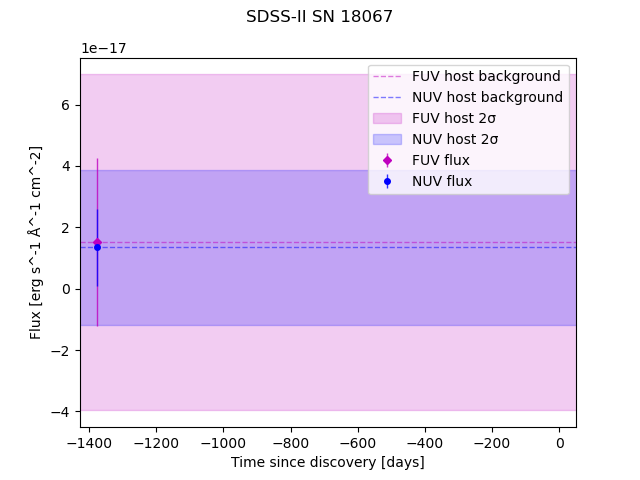 SDSS-II SN 18067
1e−17
FUV host background
NUV host background
FUV host 2σ
NUV host 2σ
FUV flux
NUV flux
6
4
2
0
−2
−4
Flux [erg s^-1 Å^-1 cm^-2]
−1400 −1200 −1000 −800 −600 −400 −200 0
Time since discovery [days]